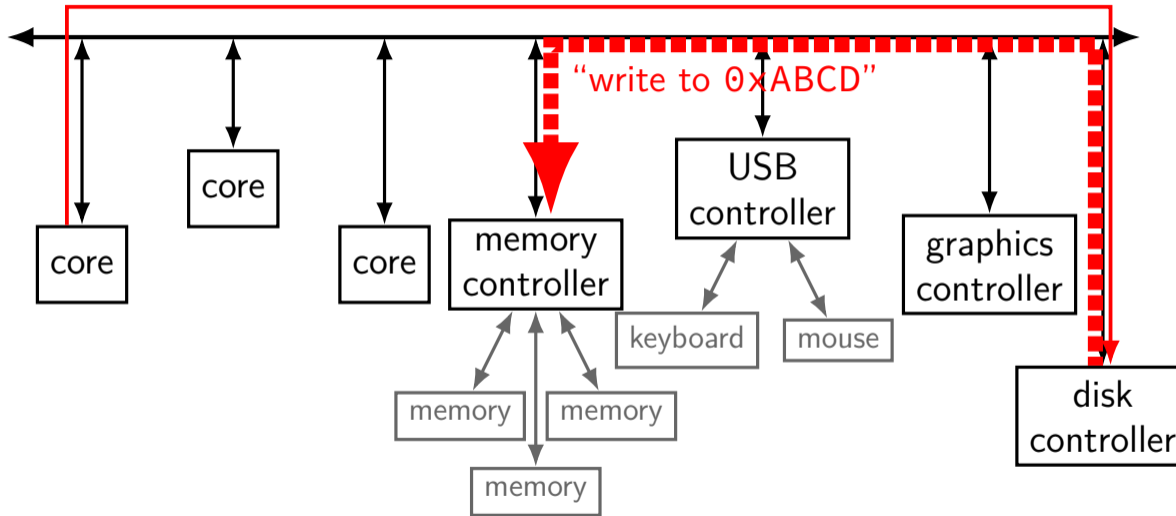 “write to 0xABCD”
core
core
core
memory
controller
USB
controller
graphics
controller
disk
controller
keyboard
mouse
memory
memory
memory